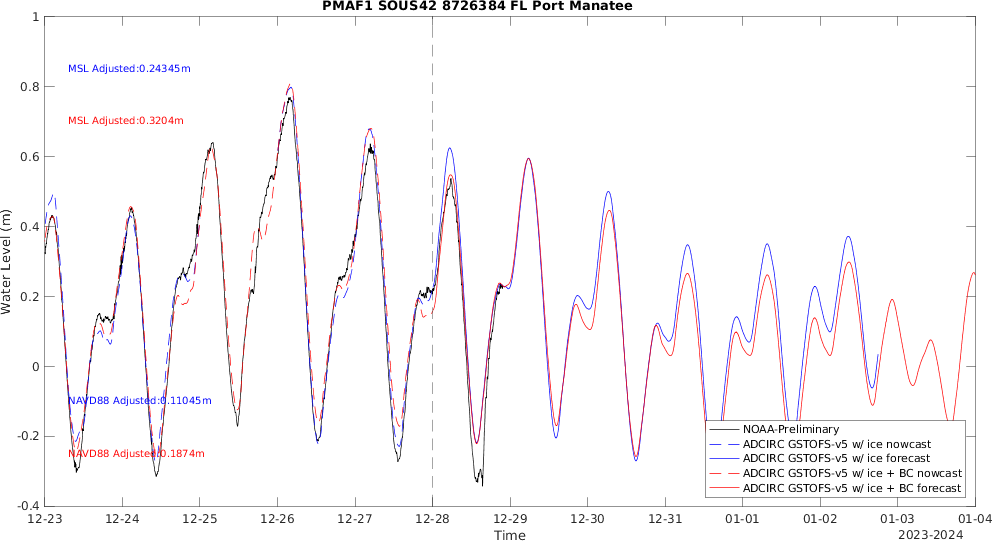 PMAF1 SOUS42 8726384 FL Port Manatee
1
0.8
0.6
0.4
0.2
0
-0.2
-0.4
Water Level (m)
MSL Adjusted:0.24345m
MSL Adjusted:0.3204m
NAVD88 Adjusted:0.11045m
NAVD88 Adjusted:0.1874m
NOAA-Preliminary
ADCIRC GSTOFS-v5 w/ ice nowcast
ADCIRC GSTOFS-v5 w/ ice forecast
ADCIRC GSTOFS-v5 w/ ice + BC nowcast
ADCIRC GSTOFS-v5 w/ ice + BC forecast
12-23 12-24 12-25 12-26 12-27 12-28 12-29 12-30 12-31 01-01 01-02 01-03 01-04
Time
2023-2024